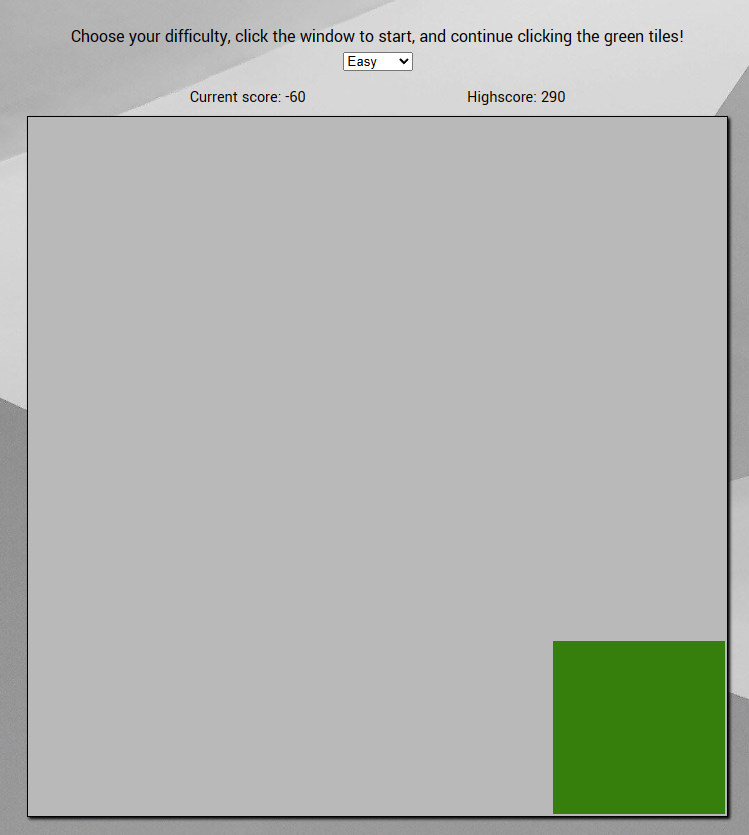 Choose your difficulty, click the window to start, and continue clicking the green tiles!
Easy
Current score: -60 Highscore: 290